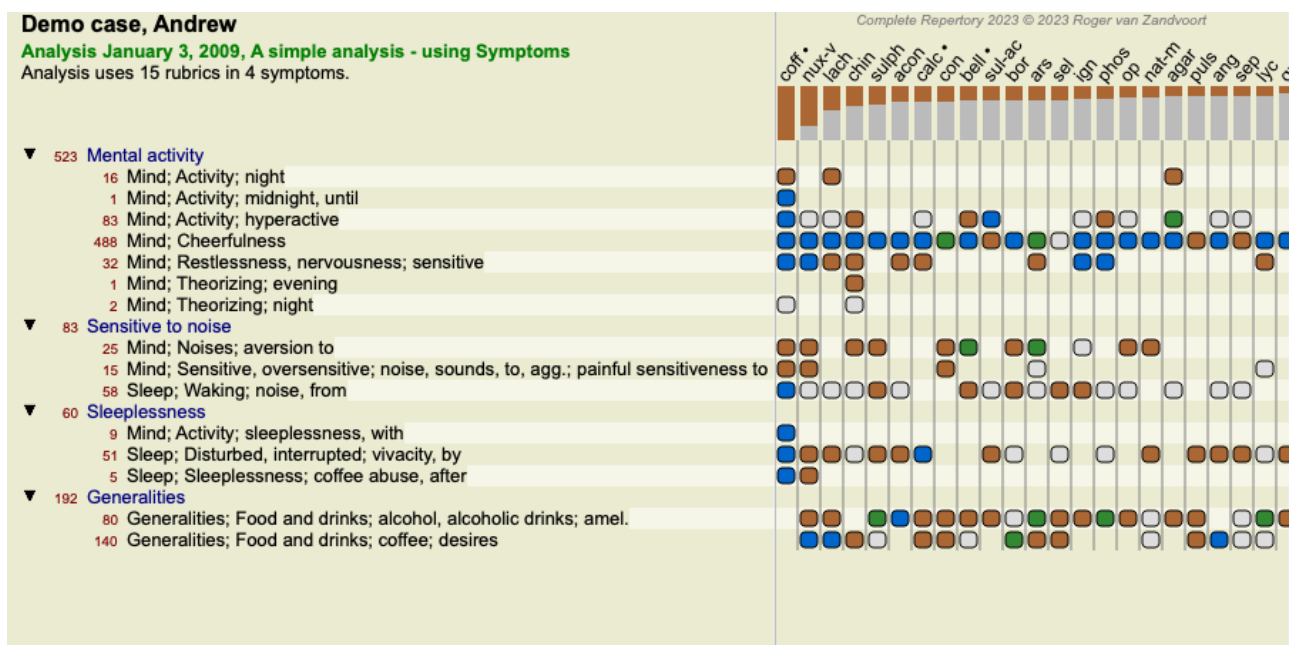 Demo case, Andrew
Complete Repertory 2023 © 2023 Roger van Zandvoort
Analysis January 3, 2009, A simple analysis - using Symptoms
Analysis uses 15 rubrics in 4 symptoms.
coff • nux-v lach chin sulph acon calc • con bell • sul-ac bor ars sel ign phos op nat-m agar puls ang sep lyc
▼ 523 Mental activity
16 Mind; Activity; night
1 Mind; Activity; midnight, until
83 Mind; Activity; hyperactive
488 Mind; Cheerfulness
32 Mind; Restlessness, nervousness; sensitive
1 Mind; Theorizing; evening
2 Mind; Theorizing; night
▼ 83 Sensitive to noise
25 Mind; Noises; aversion to
15 Mind; Sensitive, oversensitive; noise, sounds, to, agg.; painful sensitiveness to
58 Sleep; Waking; noise, from
▼ 60 Sleeplessness
9 Mind; Activity; sleeplessness, with
51 Sleep; Disturbed, interrupted; vivacity, by
5 Sleep; Sleeplessness; coffee abuse, after
▼ 192 Generalities
80 Generalities; Food and drinks; alcohol, alcoholic drinks; amel.
140 Generalities; Food and drinks; coffee; desires